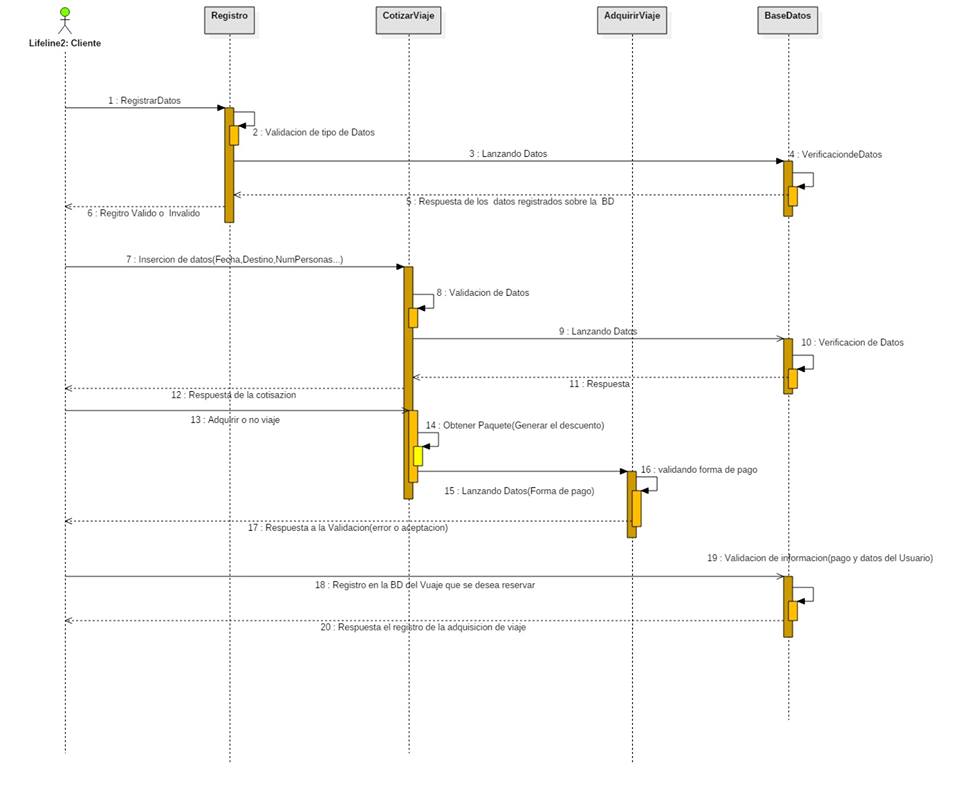 Registro
CotizarViaje
AdquirirViaje
BaseDatos
Lifeline2: Cliente
1 : RegistrarDatos
2 : Validacion de tipo de Datos
3 : Lanzando Datos
4 : VerificaciondeDatos
5 : Respuesta de los datos registrados sobre la BD
6 : Regitro Valido o Invalido
7 : Insercion de datos(Fecha,Destino,NumPersonas...)
8 : Validacion de Datos
9 : Lanzando Datos
10 : Verificacion de Datos
11 : Respuesta
12 : Respuesta de la cotisazion
13 : Adquirir o no viaje
14 : Obtener Paquete(Generar el descuento)
16 : validando forma de pago
15 : Lanzando Datos(Forma de pago)
17 : Respuesta a la Validacion(error o aceptacion)
19 : Validacion de informacion(pago y datos del Usuario)
18 : Registro en la BD del Vuaje que se desea reservar
20 : Respuesta el registro de la adquisicion de viaje